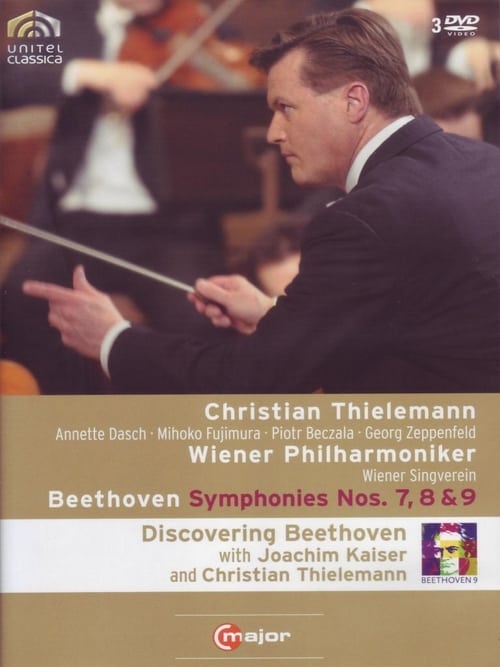 UNITEL
CLASSICA
3 DVD
VIDEO
Christian Thielemann
Annette Dasch · Mihoko Fujimura · Piotr Beczala · Georg Zeppenfeld
Wiener Philharmoniker
Wiener Singverein
Beethoven Symphonies Nos. 7, 8 & 9
Discovering Beethoven
with Joachim Kaiser
and Christian Thielemann
BEETHOVEN 9
C major